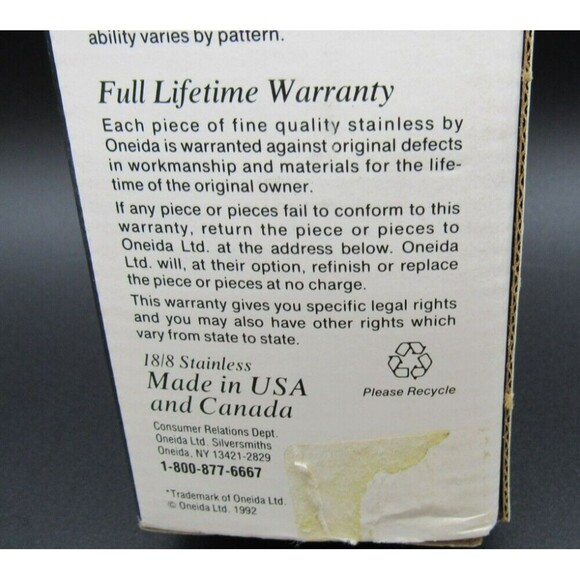 ability varies by pattern.
Full Lifetime Warranty
Each piece of fine quality stainless by
Oneida is warranted against original defects
in workmanship and materials for the life-
time of the original owner.
If any piece or pieces fail to conform to this
warranty, return the piece or pieces to
Oneida Ltd. at the address below. Oneida
Ltd. will, at their option, refinish or replace
the piece or pieces at no charge.
This warranty gives you specific legal rights
and you may also have other rights which
vary from state to state.
18/8 Stainless
Made in USA
and Canada
Please Recycle
Consumer Relations Dept.
Oneida Ltd. Silversmiths
Oneida, NY 13421-2829
1-800-877-6667
*Trademark of Oneida Ltd.
© Oneida Ltd. 1992